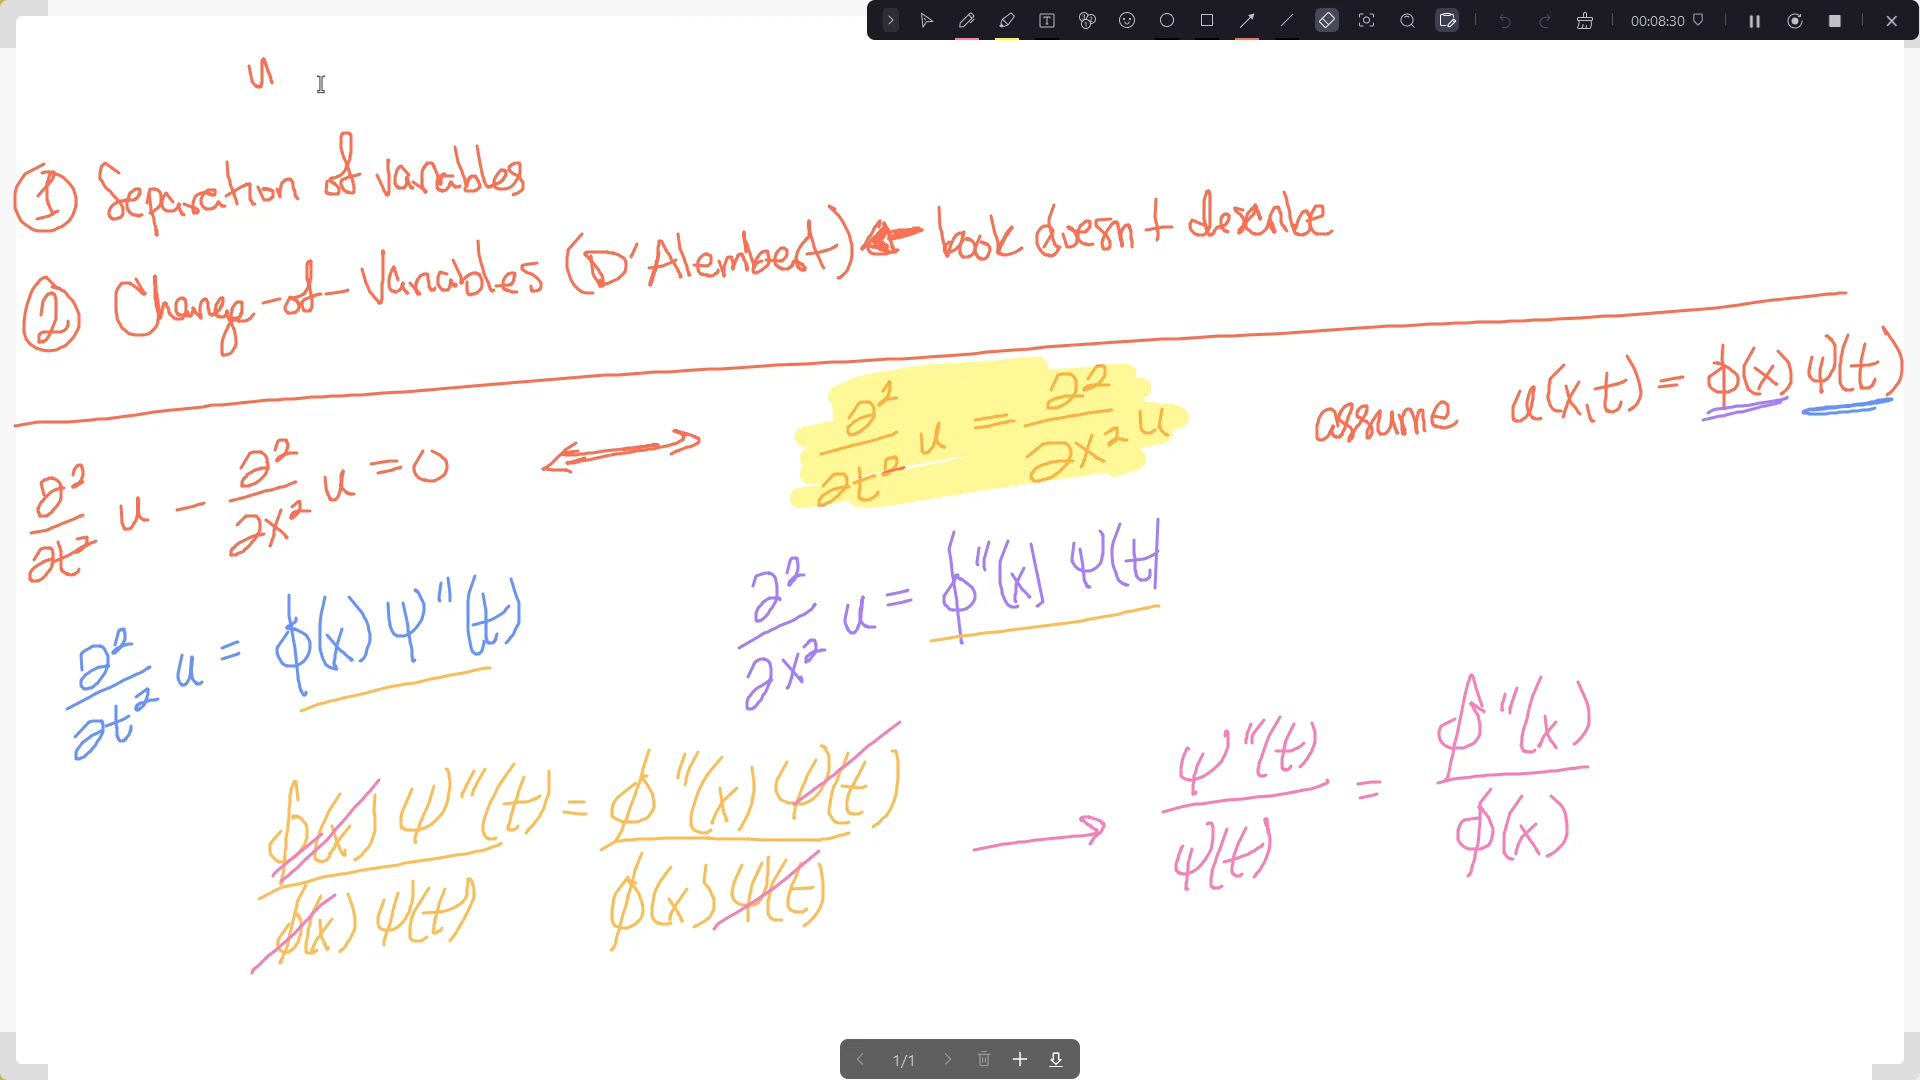 00:08:30
u
① Separation of variables
② Change-of-Variables (D'Alembert) ← book doesn't describe
∂²/∂t² u - ∂²/∂x² u = 0 ⟷ ∂²/∂t² u = ∂²/∂x² u assume u(x,t) = ϕ(x) ψ(t)
∂²/∂t² u = ϕ(x) ψ''(t) ∂²/∂x² u = ϕ''(x) ψ(t)
ϕ(x) ψ''(t) / ϕ(x) ψ(t) = ϕ''(x) ψ(t) / ϕ(x) ψ(t) → ψ''(t) / ψ(t) = ϕ''(x) / ϕ(x)
1/1